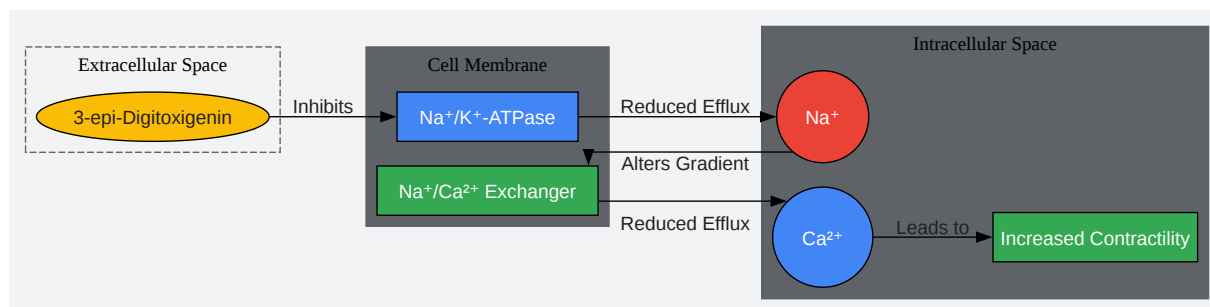 Extracellular Space
3-epi-Digitoxigenin
Inhibits
Cell Membrane
Na⁺/K⁺-ATPase
Reduced Efflux
Intracellular Space
Na⁺
Alters Gradient
Na⁺/Ca²⁺ Exchanger
Reduced Efflux
Ca²⁺
Leads to
Increased Contractility